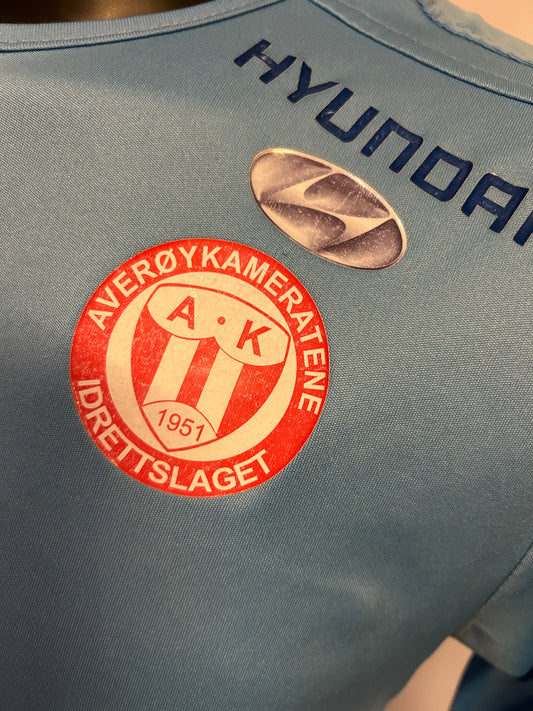 HYUNDAI
AVERØYKAMERATENE
A · K
1951
IDRETTSLAGET